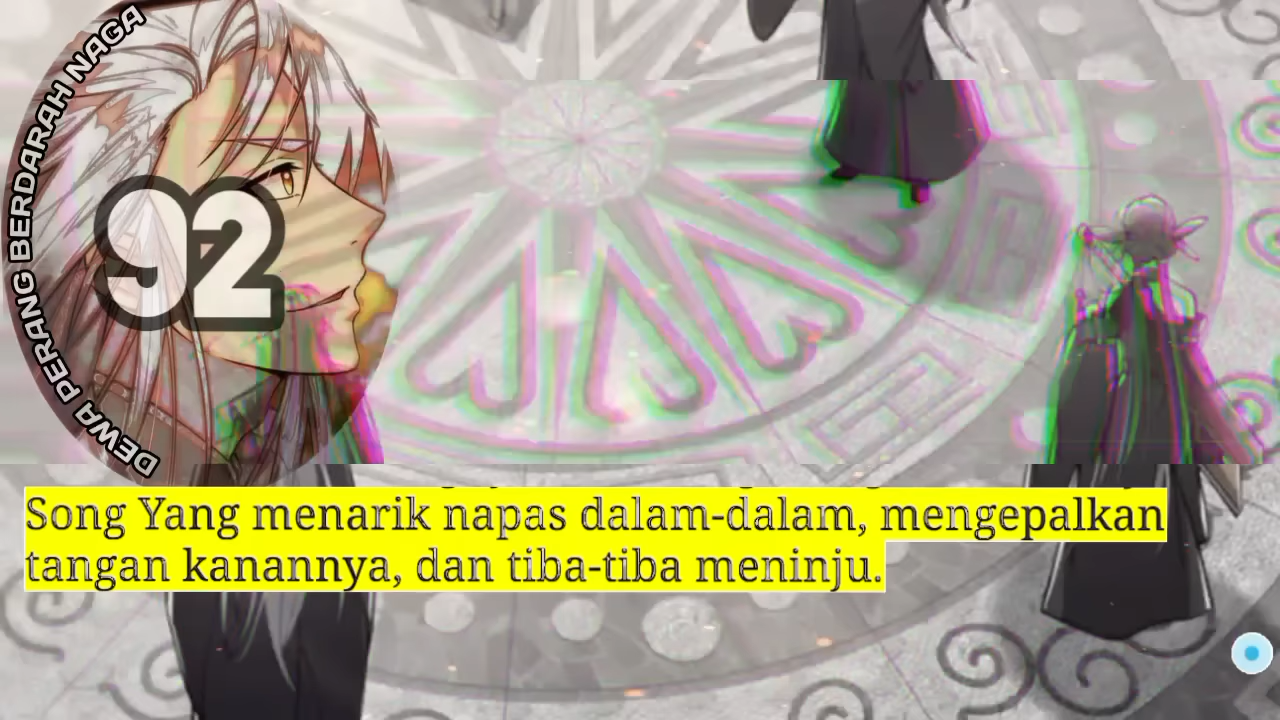 DEWA PERANG BERDARAH NAGA
92
Song Yang menarik napas dalam-dalam, mengepalkan
tangan kanannya, dan tiba-tiba meninju.